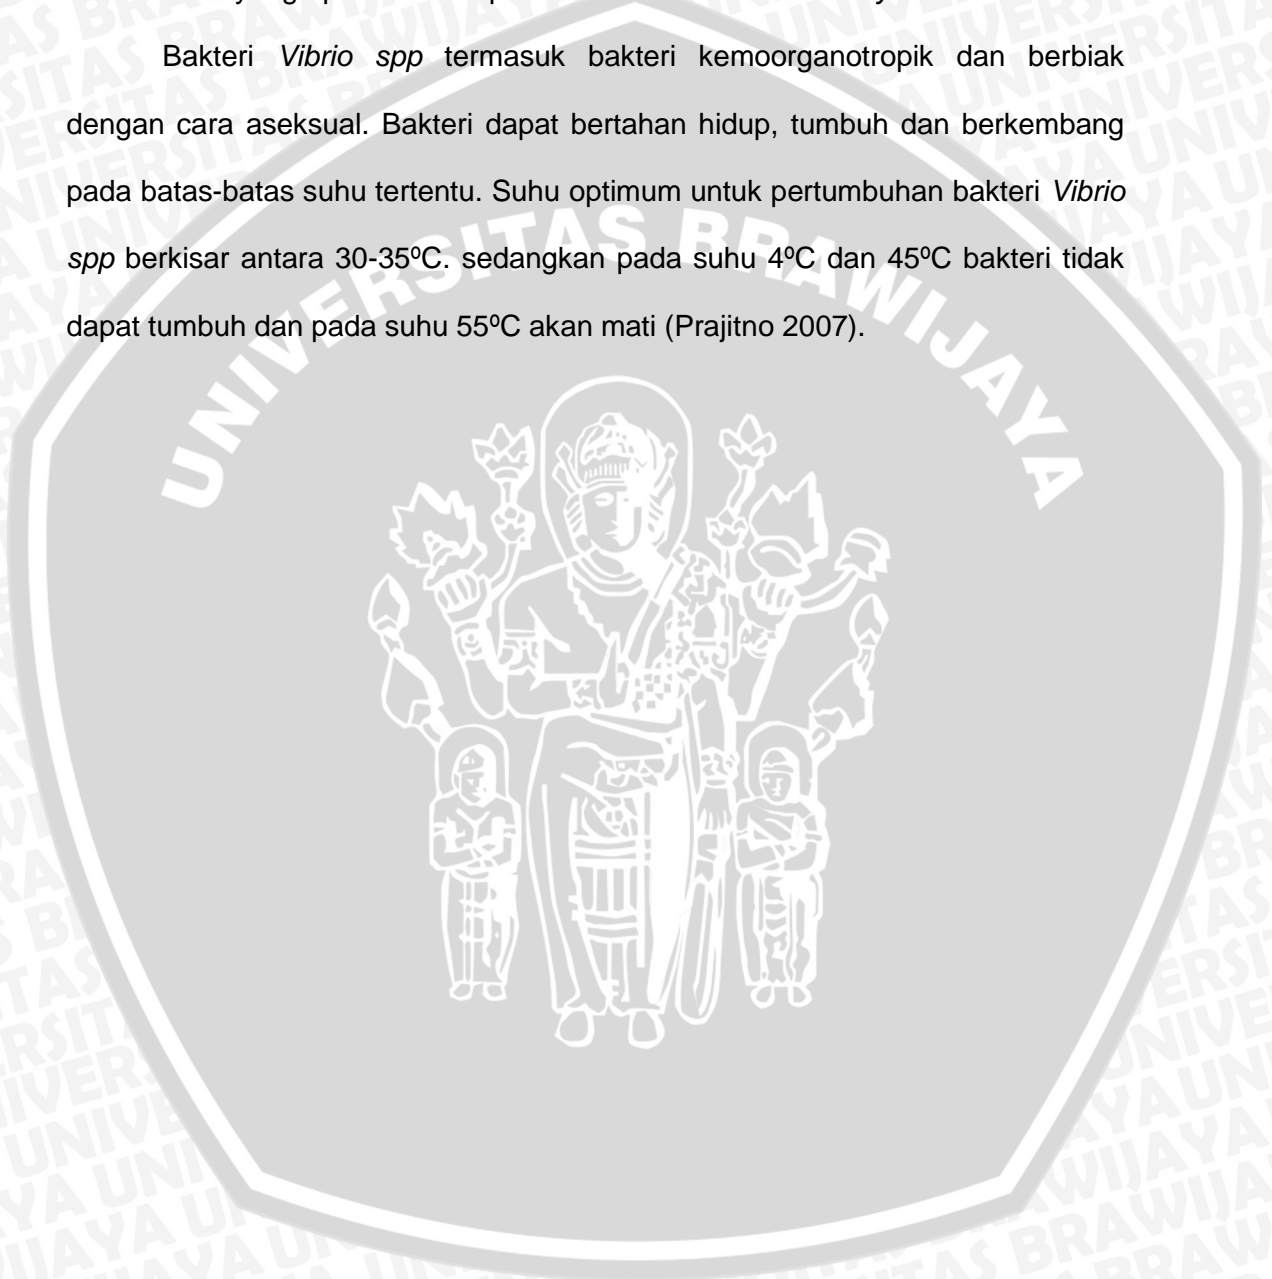 Bakteri Vibrio spp termasuk bakteri kemoorganotropik dan berbiak
dengan cara aseksual. Bakteri dapat bertahan hidup, tumbuh dan berkembang
pada batas-batas suhu tertentu. Suhu optimum untuk pertumbuhan bakteri Vibrio
spp berkisar antara 30-35ºC. sedangkan pada suhu 4ºC dan 45ºC bakteri tidak
dapat tumbuh dan pada suhu 55ºC akan mati (Prajitno 2007).
UNIVERSITAS BRAWIJAYA